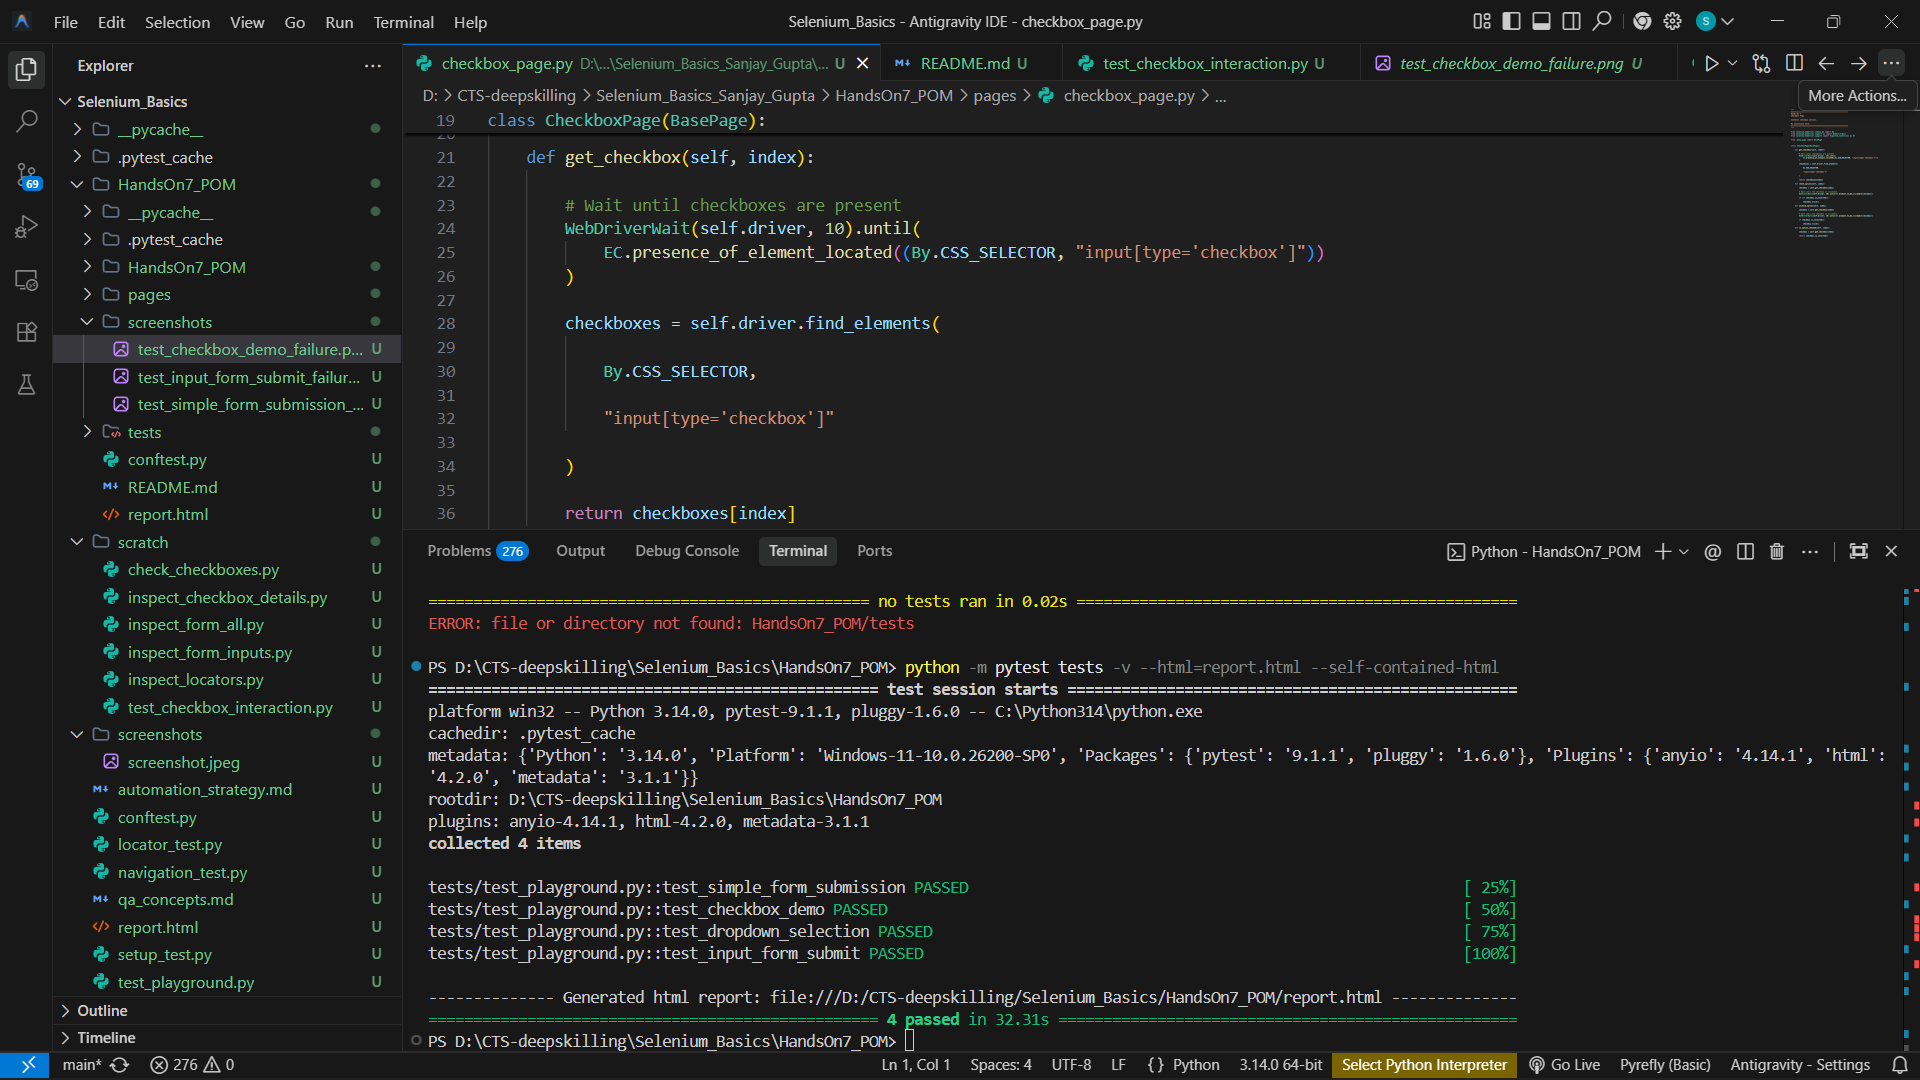 File Edit Selection View Go Run Terminal Help
Selenium_Basics - Antigravity IDE - checkbox_page.py
S
Explorer
Selenium_Basics
__pycache__
.pytest_cache
HandsOn7_POM
__pycache__
.pytest_cache
HandsOn7_POM
pages
screenshots
test_checkbox_demo_failure.p... U
test_input_form_submit_failur... U
test_simple_form_submission_... U
tests
conftest.py U
README.md U
report.html U
scratch
check_checkboxes.py U
inspect_checkbox_details.py U
inspect_form_all.py U
inspect_form_inputs.py U
inspect_locators.py U
test_checkbox_interaction.py U
screenshots
screenshot.jpeg U
automation_strategy.md U
conftest.py U
locator_test.py U
navigation_test.py U
qa_concepts.md U
report.html U
setup_test.py U
test_playground.py U
Outline
Timeline
69
checkbox_page.py D:\...\Selenium_Basics_Sanjay_Gupta\... U
README.md U
test_checkbox_interaction.py U
test_checkbox_demo_failure.png U
More Actions...
D: > CTS-deepskilling > Selenium_Basics_Sanjay_Gupta > HandsOn7_POM > pages > checkbox_page.py > ...
19 class CheckboxPage(BasePage):
21 def get_checkbox(self, index):
22
23 # Wait until checkboxes are present
24 WebDriverWait(self.driver, 10).until(
25 EC.presence_of_element_located((By.CSS_SELECTOR, "input[type='checkbox']"))
26 )
27
28 checkboxes = self.driver.find_elements(
29
30 By.CSS_SELECTOR,
31
32 "input[type='checkbox']"
33
34 )
35
36 return checkboxes[index]
Problems 276 Output Debug Console Terminal Ports
Python - HandsOn7_POM
================================================= no tests ran in 0.02s =================================================
ERROR: file or directory not found: HandsOn7_POM/tests
PS D:\CTS-deepskilling\Selenium_Basics\HandsOn7_POM> python -m pytest tests -v --html=report.html --self-contained-html
================================================== test session starts ==================================================
platform win32 -- Python 3.14.0, pytest-9.1.1, pluggy-1.6.0 -- C:\Python314\python.exe
cachedir: .pytest_cache
metadata: {'Python': '3.14.0', 'Platform': 'Windows-11-10.0.26200-SP0', 'Packages': {'pytest': '9.1.1', 'pluggy': '1.6.0'}, 'Plugins': {'anyio': '4.14.1', 'html':
'4.2.0', 'metadata': '3.1.1'}}
rootdir: D:\CTS-deepskilling\Selenium_Basics\HandsOn7_POM
plugins: anyio-4.14.1, html-4.2.0, metadata-3.1.1
collected 4 items
tests/test_playground.py::test_simple_form_submission PASSED [ 25%]
tests/test_playground.py::test_checkbox_demo PASSED [ 50%]
tests/test_playground.py::test_dropdown_selection PASSED [ 75%]
tests/test_playground.py::test_input_form_submit PASSED [100%]
-------------- Generated html report: file:///D:/CTS-deepskilling/Selenium_Basics/HandsOn7_POM/report.html --------------
================================================== 4 passed in 32.31s ===================================================
PS D:\CTS-deepskilling\Selenium_Basics\HandsOn7_POM>
main* 276 0
Ln 1, Col 1 Spaces: 4 UTF-8 LF {} Python 3.14.0 64-bit Select Python Interpreter Go Live Pyrefly (Basic) Antigravity - Settings